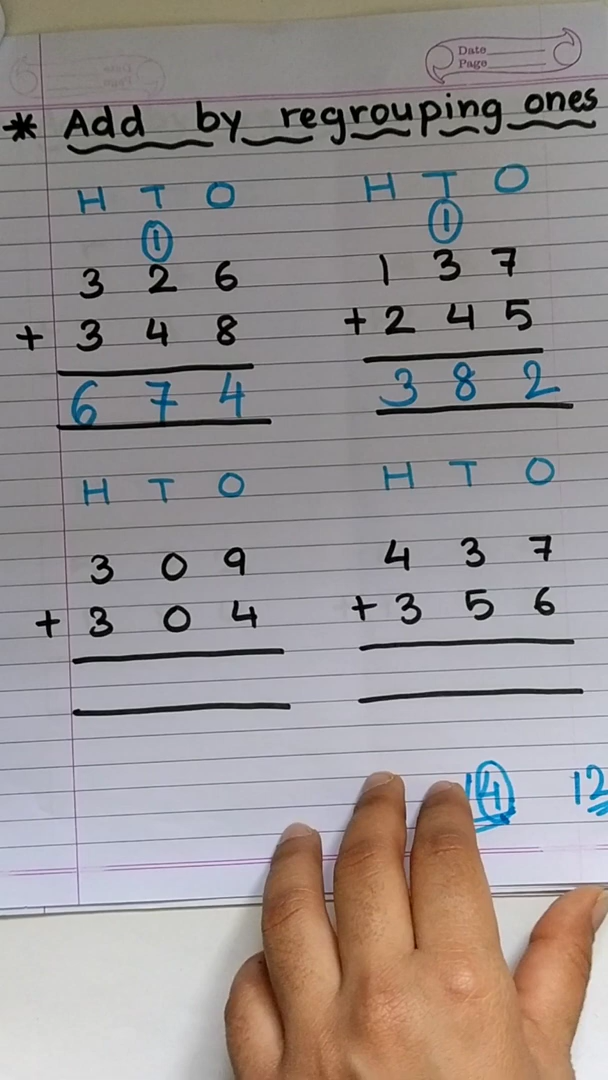 Date
Page
* Add by regrouping ones
H T O
1
3 2 6
+ 3 4 8
6 7 4
H T O
1
1 3 7
+ 2 4 5
3 8 2
H T O
3 0 9
+ 3 0 4
H T O
4 3 7
+ 3 5 6
14 12